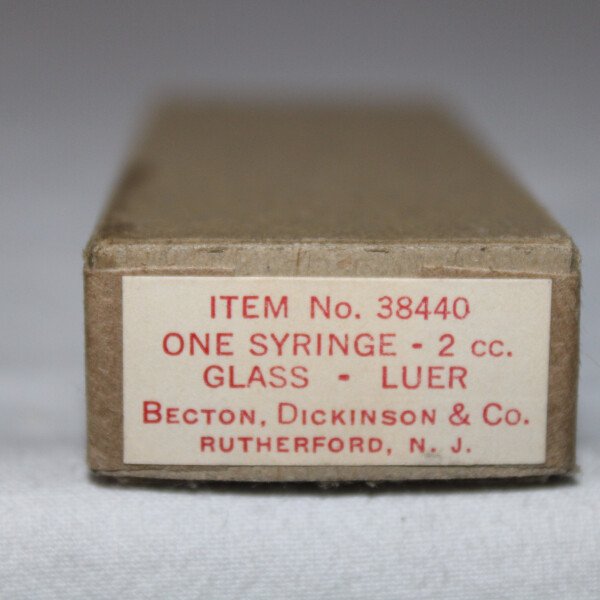 ITEM No. 38440
ONE SYRINGE - 2 cc.
GLASS - LUER
BECTON, DICKINSON & CO.
RUTHERFORD, N. J.